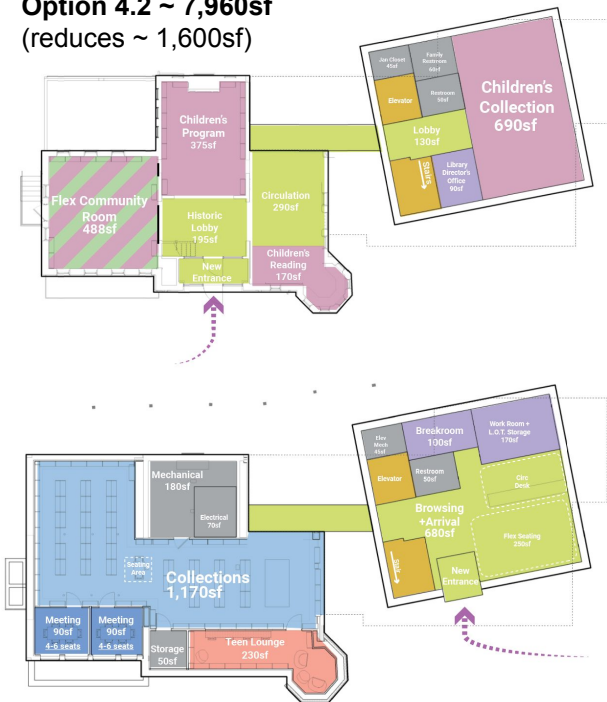 Option 4.2 ~ 7,960sf
(reduces ~ 1,600sf)
Jan Closet
45sf
Family
Restroom
60sf
Elevator
Restroom
50sf
Children's
Collection
690sf
Lobby
130sf
Stairs
Library
Director's
Office
90sf
Children's
Program
375sf
Flex Community
Room
488sf
Circulation
290sf
Historic
Lobby
195sf
Children's
Reading
170sf
New
Entrance
Elev
Mech
45sf
Breakroom
100sf
Work Room +
L.O.T. Storage
170sf
Elevator
Restroom
50sf
Circ
Desk
Browsing
+Arrival
680sf
Flex Seating
250sf
New
Entrance
Mechanical
180sf
Electrical
70sf
Seating
Area
Collections
1,170sf
Meeting
90sf
4-6 seats
Meeting
90sf
4-6 seats
Storage
50sf
Teen Lounge
230sf